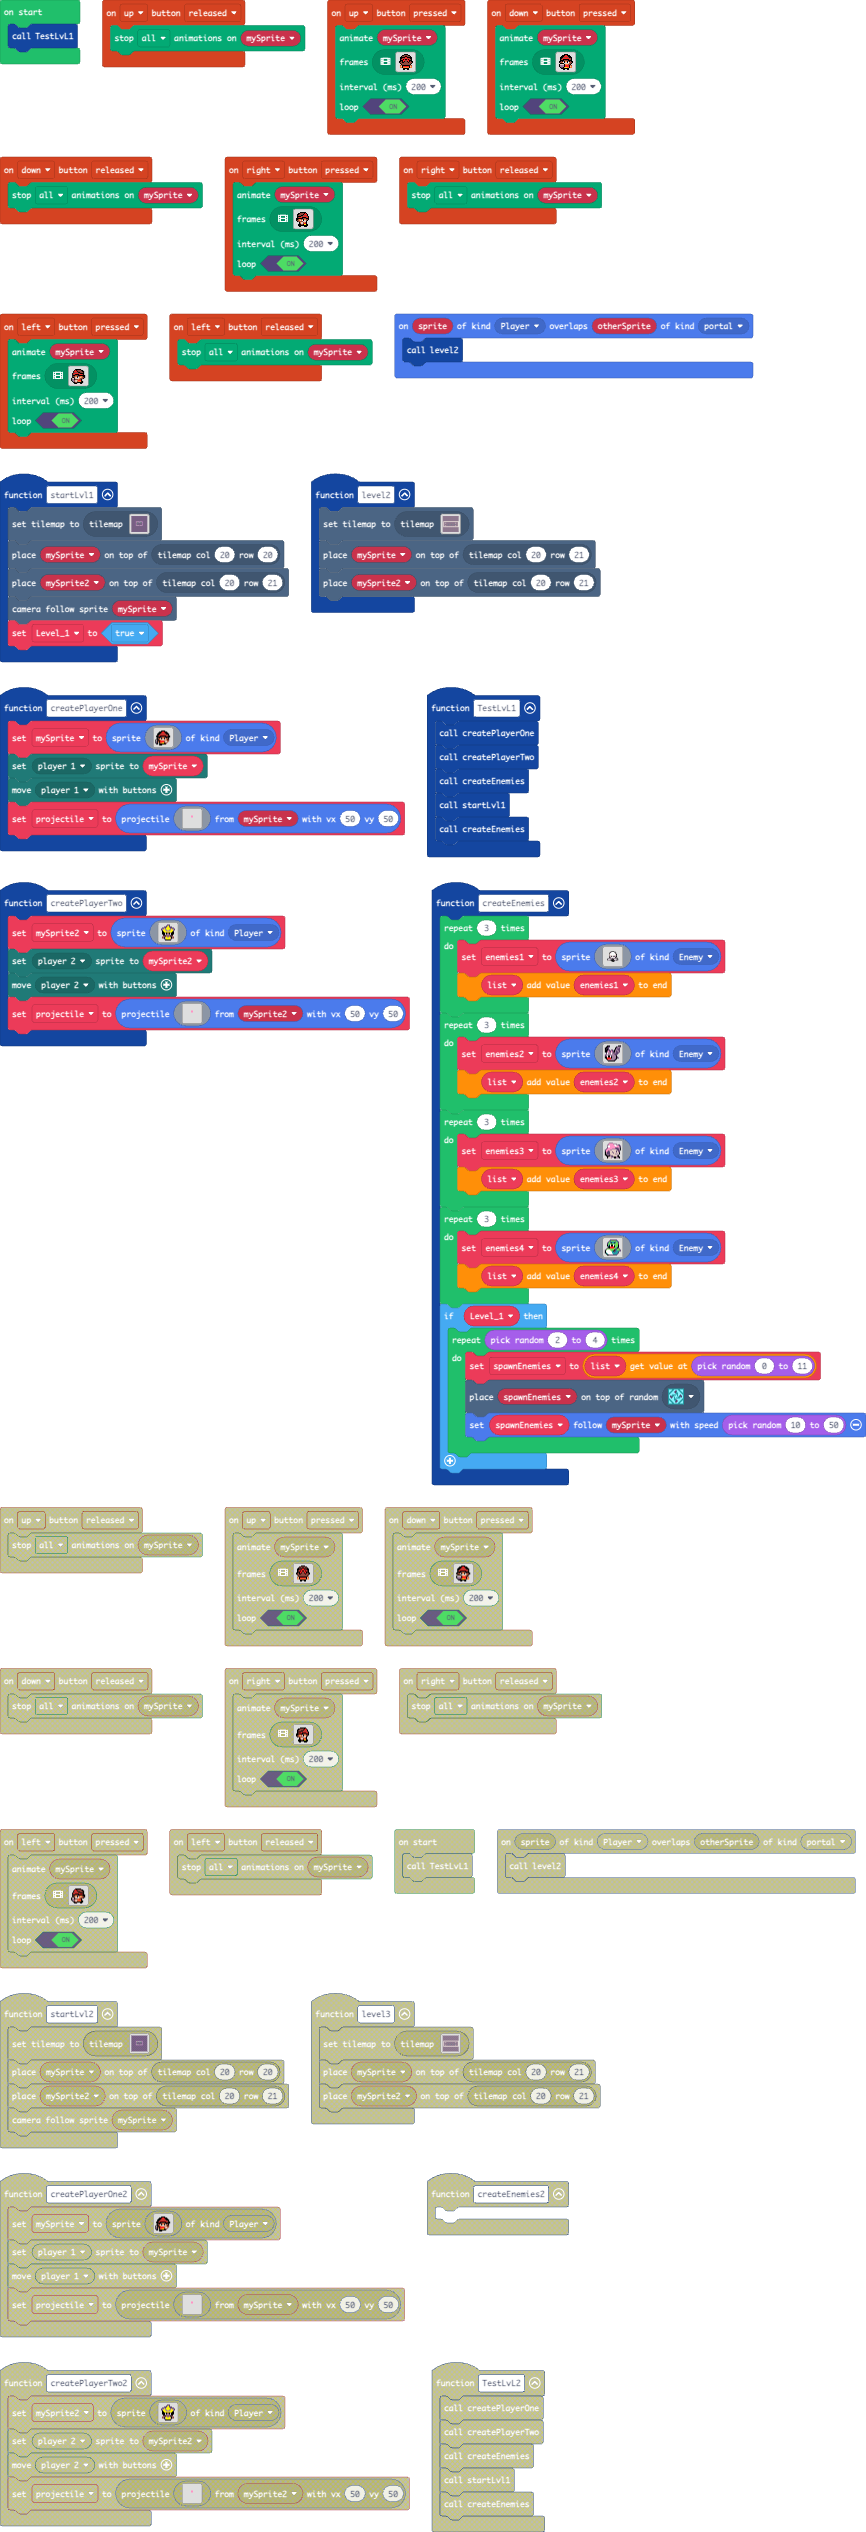 on start
call TestLvL1
on up button released
stop all animations on mySprite
on up button pressed
animate mySprite
frames
interval (ms) 200
loop ON
on down button pressed
animate mySprite
frames
interval (ms) 200
loop ON
on down button released
stop all animations on mySprite
on right button pressed
animate mySprite
frames
interval (ms) 200
loop ON
on right button released
stop all animations on mySprite
on left button pressed
animate mySprite
frames
interval (ms) 200
loop ON
on left button released
stop all animations on mySprite
on sprite of kind Player overlaps otherSprite of kind portal
call level2
function startLvl1
set tilemap to tilemap
place mySprite on top of tilemap col 20 row 20
place mySprite2 on top of tilemap col 20 row 21
camera follow sprite mySprite
set Level_1 to true
function level2
set tilemap to tilemap
place mySprite on top of tilemap col 20 row 21
place mySprite2 on top of tilemap col 20 row 21
function createPlayerOne
set mySprite to sprite of kind Player
set player 1 sprite to mySprite
move player 1 with buttons
set projectile to projectile from mySprite with vx 50 vy 50
function TestLvL1
call createPlayerOne
call createPlayerTwo
call createEnemies
call startLvl1
call createEnemies
function createPlayerTwo
set mySprite2 to sprite of kind Player
set player 2 sprite to mySprite2
move player 2 with buttons
set projectile to projectile from mySprite2 with vx 50 vy 50
function createEnemies
repeat 3 times
do
set enemies1 to sprite of kind Enemy
list add value enemies1 to end
repeat 3 times
do
set enemies2 to sprite of kind Enemy
list add value enemies2 to end
repeat 3 times
do
set enemies3 to sprite of kind Enemy
list add value enemies3 to end
repeat 3 times
do
set enemies4 to sprite of kind Enemy
list add value enemies4 to end
if Level_1 then
repeat pick random 2 to 4 times
do
set spawnEnemies to list get value at pick random 0 to 11
place spawnEnemies on top of random
set spawnEnemies follow mySprite with speed pick random 10 to 50
on up button released
stop all animations on mySprite
on up button pressed
animate mySprite
frames
interval (ms) 200
loop ON
on down button pressed
animate mySprite
frames
interval (ms) 200
loop ON
on down button released
stop all animations on mySprite
on right button pressed
animate mySprite
frames
interval (ms) 200
loop ON
on right button released
stop all animations on mySprite
on left button pressed
animate mySprite
frames
interval (ms) 200
loop ON
on left button released
stop all animations on mySprite
on start
call TestLvL1
on sprite of kind Player overlaps otherSprite of kind portal
call level2
function startLvl2
set tilemap to tilemap
place mySprite on top of tilemap col 20 row 20
place mySprite2 on top of tilemap col 20 row 21
camera follow sprite mySprite
function level3
set tilemap to tilemap
place mySprite on top of tilemap col 20 row 21
place mySprite2 on top of tilemap col 20 row 21
function createPlayerOne2
set mySprite to sprite of kind Player
set player 1 sprite to mySprite
move player 1 with buttons
set projectile to projectile from mySprite with vx 50 vy 50
function createEnemies2
function createPlayerTwo2
set mySprite2 to sprite of kind Player
set player 2 sprite to mySprite2
move player 2 with buttons
set projectile to projectile from mySprite2 with vx 50 vy 50
function TestLvL2
call createPlayerOne
call createPlayerTwo
call createEnemies
call startLvl1
call createEnemies